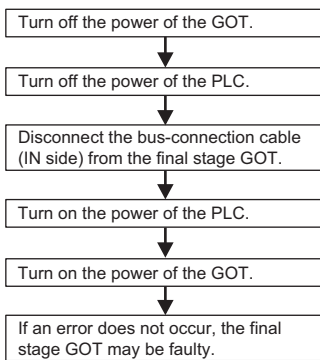 Turn off the power of the GOT.
Turn off the power of the PLC.
Disconnect the bus-connection cable
(IN side) from the final stage GOT.
Turn on the power of the PLC.
Turn on the power of the GOT.
If an error does not occur, the final
stage GOT may be faulty.